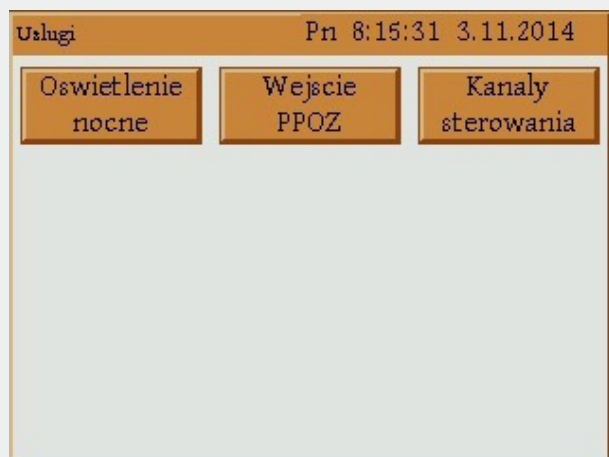 Uslugi Pn 8:15:31 3.11.2014
Oswietlenie nocne
Wejscie PPOZ
Kanaly sterowania